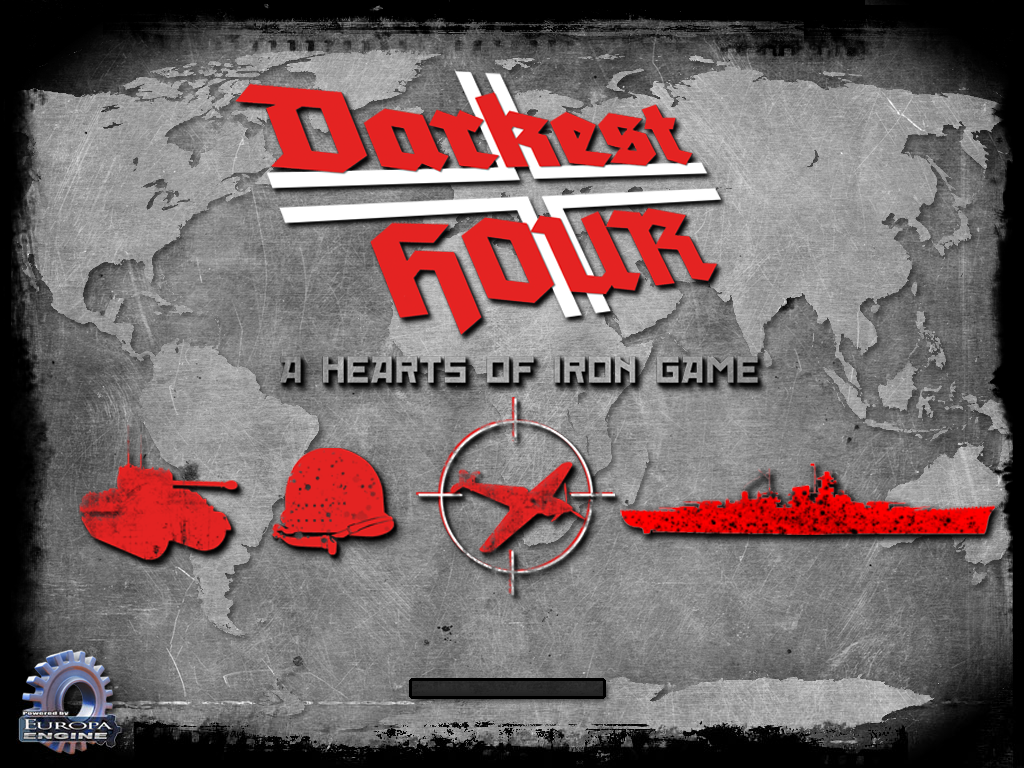 Darkest
Hour
A HEARTS OF IRON GAME
Powered by
EUROPA
ENGINE